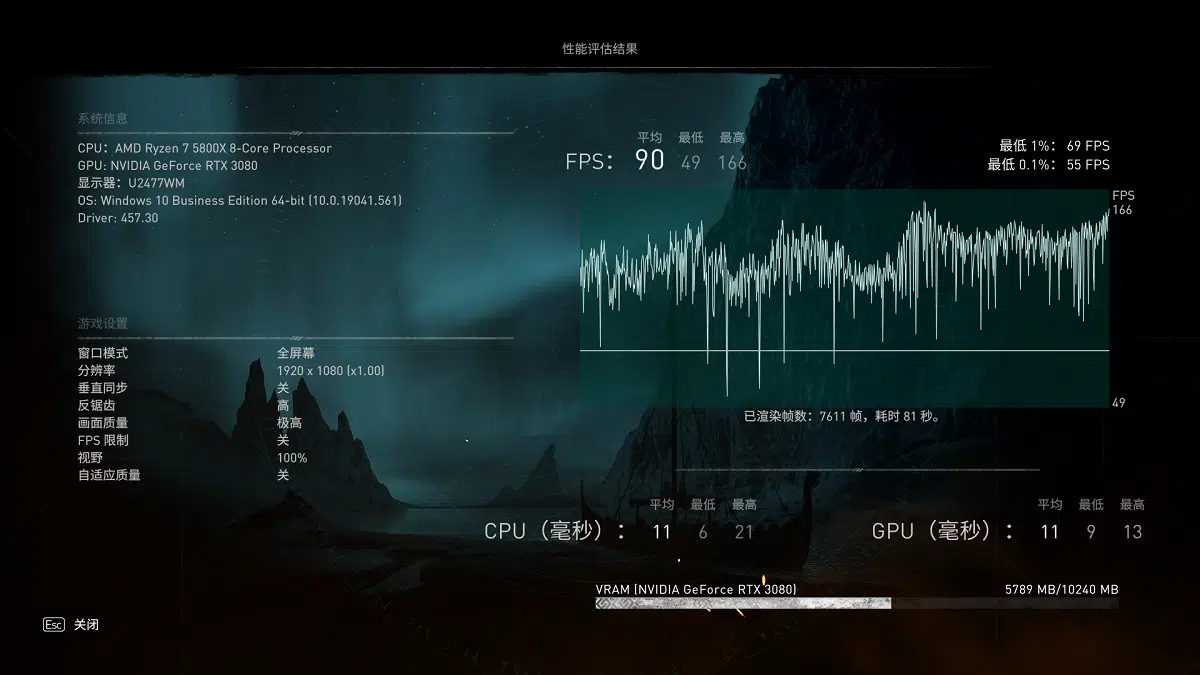 性能评估结果
系统信息
CPU：AMD Ryzen 7 5800X 8-Core Processor
GPU: NVIDIA GeForce RTX 3080
显示器：U2477WM
OS: Windows 10 Business Edition 64-bit (10.0.19041.561)
Driver: 457.30
平均 最低 最高
FPS： 90 49 166
最低 1%： 69 FPS
最低 0.1%： 55 FPS
FPS
166
49
已渲染帧数：7611 帧，耗时 81 秒。
游戏设置
窗口模式 全屏幕
分辨率 1920 x 1080 (x1.00)
垂直同步 关
反锯齿 高
画面质量 极高
FPS 限制 关
视野 100%
自适应质量 关
平均 最低 最高
CPU（毫秒）： 11 6 21
平均 最低 最高
GPU（毫秒）： 11 9 13
VRAM (NVIDIA GeForce RTX 3080) 5789 MB/10240 MB
Esc 关闭